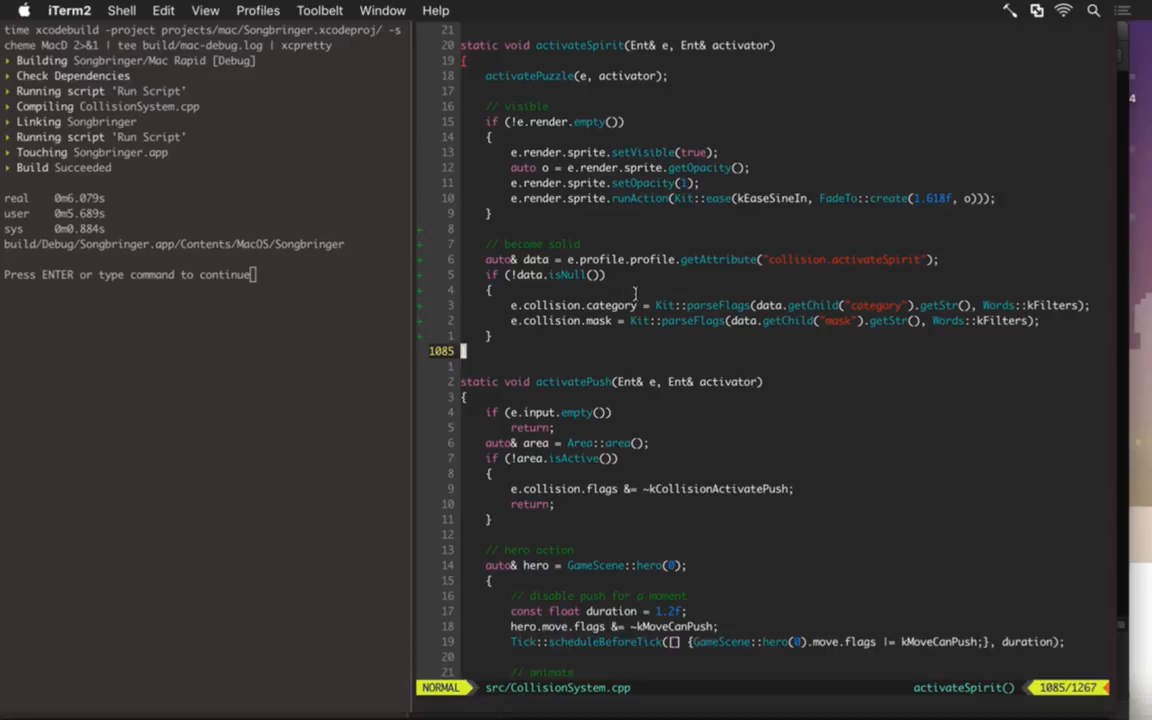 iTerm2 Shell Edit View Profiles Toolbelt Window Help
time xcodebuild -project projects/mac/Songbringer.xcodeproj/ -s
cheme MacD 2>&1 | tee build/mac-debug.log | xcpretty
▸ Building Songbringer/Mac Rapid [Debug]
▸ Check Dependencies
▸ Running script 'Run Script'
▸ Compiling CollisionSystem.cpp
▸ Linking Songbringer
▸ Running script 'Run Script'
▸ Touching Songbringer.app
▸ Build Succeeded
real 0m6.079s
user 0m5.689s
sys 0m0.884s
build/Debug/Songbringer.app/Contents/MacOS/Songbringer
Press ENTER or type command to continue
21
20 static void activateSpirit(Ent& e, Ent& activator)
19 {
18 activatePuzzle(e, activator);
17
16 // visible
15 if (!e.render.empty())
14 {
13 e.render.sprite.setVisible(true);
12 auto o = e.render.sprite.getOpacity();
11 e.render.sprite.setOpacity(1);
10 e.render.sprite.runAction(Kit::ease(kEaseSineIn, FadeTo::create(1.618f, o)));
9 }
+ 8
+ 7 // become solid
+ 6 auto& data = e.profile.profile.getAttribute("collision.activateSpirit");
+ 5 if (!data.isNull())
+ 4 {
+ 3 e.collision.category = Kit::parseFlags(data.getChild("category").getStr(), Words::kFilters);
+ 2 e.collision.mask = Kit::parseFlags(data.getChild("mask").getStr(), Words::kFilters);
+ 1 }
1085
1
2 static void activatePush(Ent& e, Ent& activator)
3 {
4 if (e.input.empty())
5 return;
6 auto& area = Area::area();
7 if (!area.isActive())
8 {
9 e.collision.flags &= ~kCollisionActivatePush;
10 return;
11 }
12
13 // hero action
14 auto& hero = GameScene::hero(0);
15 {
16 // disable push for a moment
17 const float duration = 1.2f;
18 hero.move.flags &= ~kMoveCanPush;
19 Tick::scheduleBeforeTick([] {GameScene::hero(0).move.flags |= kMoveCanPush;}, duration);
20
21 // animate
NORMAL src/CollisionSystem.cpp activateSpirit() 1085/1267
4